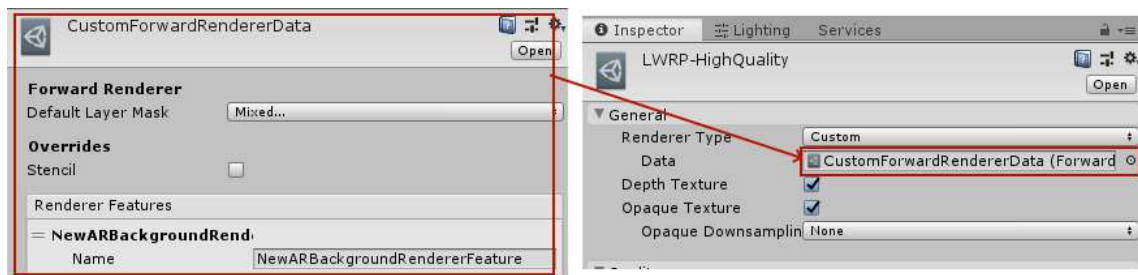 CustomForwardRendererData
Open
Forward Renderer
Default Layer Mask Mixed...
Overrides
Stencil
Renderer Features
NewARBackgroundRend
Name NewARBackgroundRendererFeature
Inspector Lighting Services
LWRP-HighQuality
Open
General
Renderer Type Custom
Data CustomForwardRendererData (Forward
Depth Texture
Opaque Texture
Opaque Downsamplin None